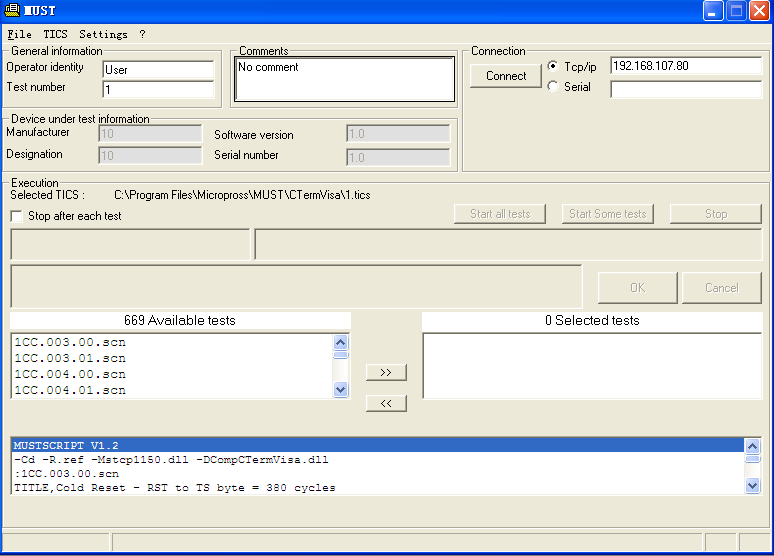 MUST
File TICS Settings ?
General information
Operator identity User
Test number 1
Comments
No comment
Connection
Connect
Tcp/ip 192.168.107.80
Serial
Device under test information
Manufacturer 10
Software version 1.0
Designation 10
Serial number 1.0
Execution
Selected TICS : C:\Program Files\Micropross\MUST\CTermVisa\1.tics
Stop after each test
Start all tests Start Some tests Stop
OK Cancel
669 Available tests
1CC.003.00.scn
1CC.003.01.scn
1CC.004.00.scn
1CC.004.01.scn
>>
<<
0 Selected tests
MUSTSCRIPT V1.2
-Cd -R.ref -Mstcp1150.dll -DCompCTermVisa.dll
:1CC.003.00.scn
TITLE,Cold Reset - RST to TS byte = 380 cycles